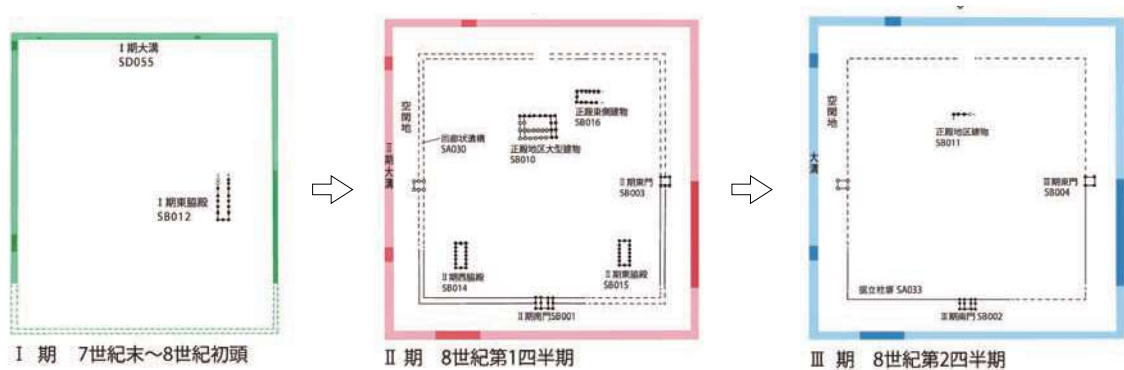 Ⅰ期大溝
SD055
Ⅰ期東脇殿
SB012
Ⅰ 期 7世紀末～8世紀初頭
空閑地
Ⅱ期大溝
回廊状遺構
SA030
正殿東側建物
SB016
正殿地区大型建物
SB010
Ⅱ期東門
SB003
Ⅱ期西脇殿
SB014
Ⅱ期東脇殿
SB015
Ⅱ期南門SB001
Ⅱ 期 8世紀第1四半期
空閑地
大溝
正殿地区建物
SB011
Ⅲ期東門
SB004
掘立柱塀 SA033
Ⅲ期南門 SB002
Ⅲ 期 8世紀第2四半期